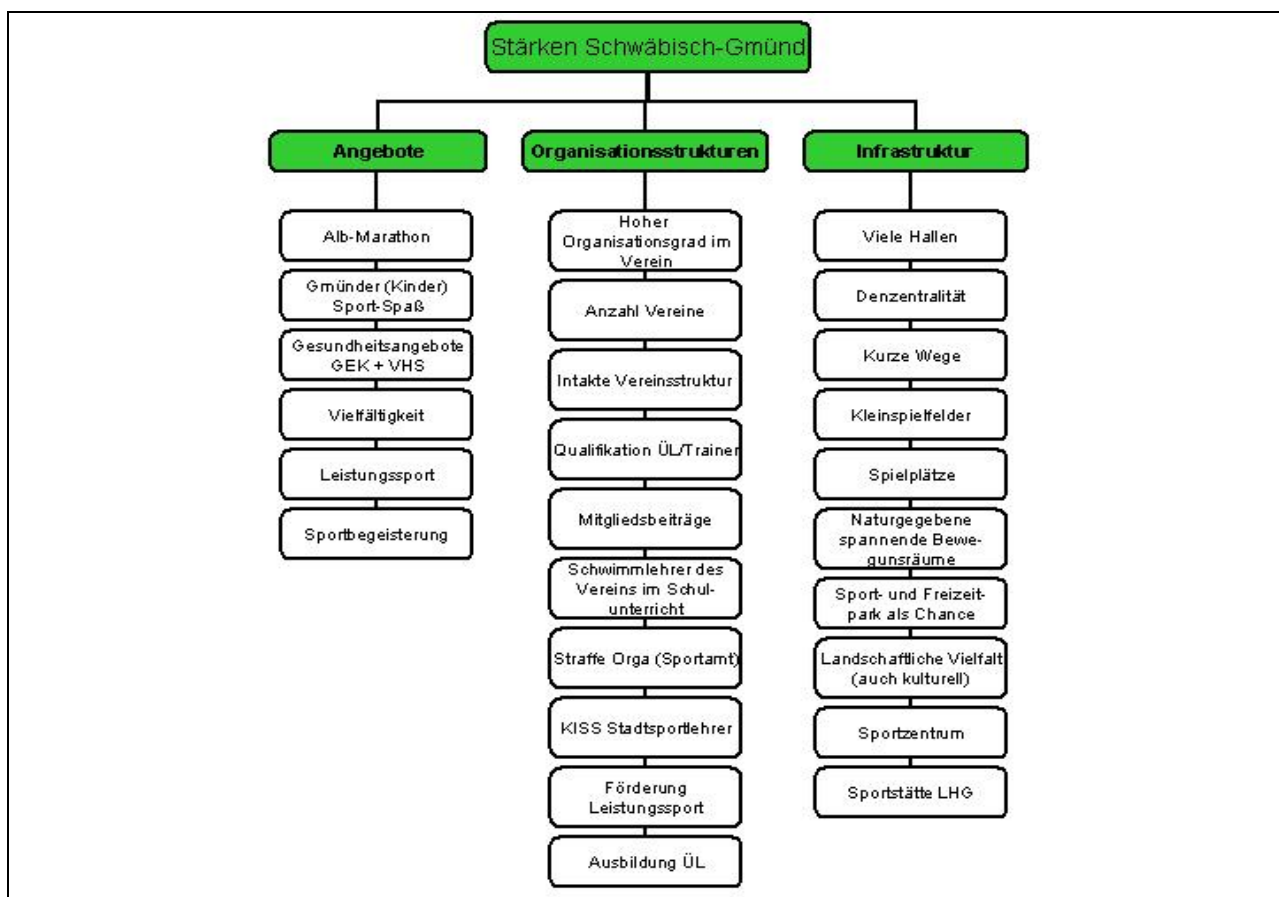 Stärken Schwäbisch-Gmünd
Angebote
Alb-Marathon
Gmünder (Kinder)
Sport-Spaß
Gesundheitsangebote
GEK + VHS
Vielfältigkeit
Leistungssport
Sportbegeisterung
Organisationsstrukturen
Hoher
Organisationsgrad im
Verein
Anzahl Vereine
Intakte Vereinsstruktur
Qualifikation ÜL/Trainer
Mitgliedsbeiträge
Schwimmlehrer des
Vereins im Schul-
unterricht
Straffe Orga (Sportamt)
KISS Stadtsportlehrer
Förderung
Leistungssport
Ausbildung ÜL
Infrastruktur
Viele Hallen
Denzentralität
Kurze Wege
Kleinspielfelder
Spielplätze
Naturgegebene
spannende Bewe-
gunsräume
Sport- und Freizeit-
park als Chance
Landschaftliche Vielfalt
(auch kulturell)
Sportzentrum
Sportstätte LHG